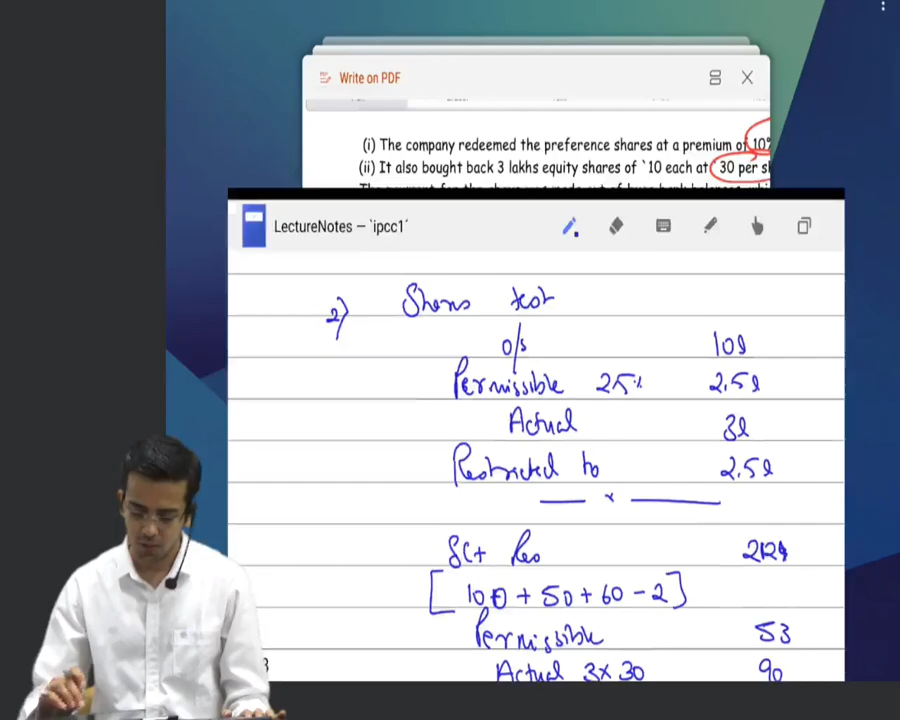 Write on PDF
(i) The company redeemed the preference shares at a premium of 10%
(ii) It also bought back 3 lakhs equity shares of `10 each at `30 per sh
LectureNotes – `ipcc1´
2) Shares test
o/s 10l
Permissible 25% 2.5l
Actual 3l
Restricted to 2.5l
x
SC+ Res
[100 + 50 + 60 - 2]
Permissible 53
Actual 3x30 90
3